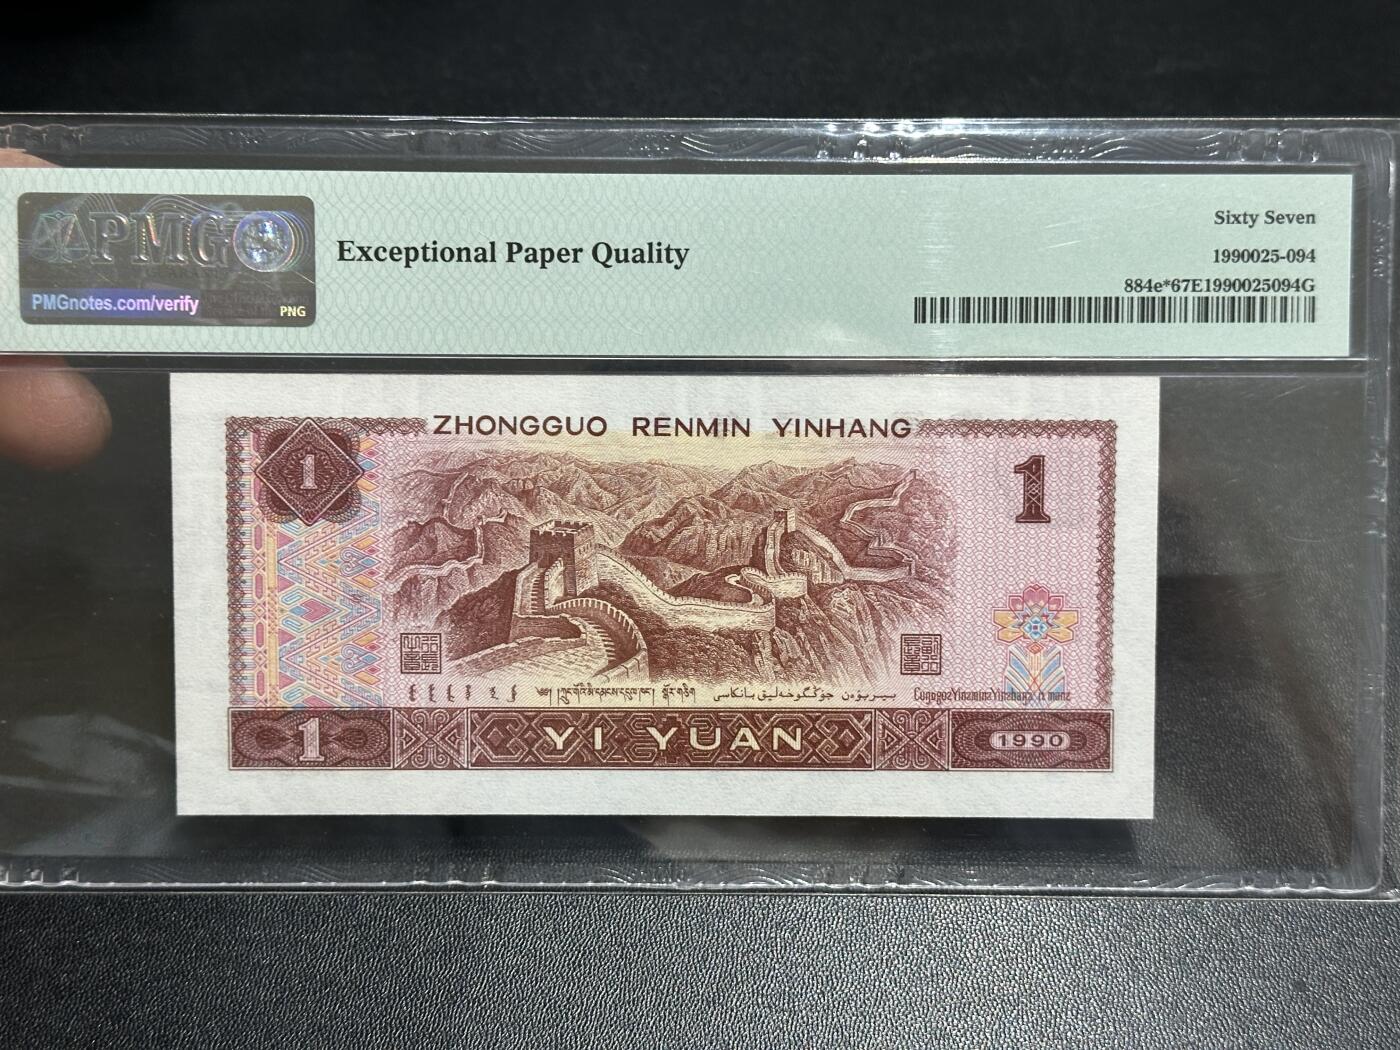 PMG
PMGnotes.com/verify
PNG
Exceptional Paper Quality
Sixty Seven
1990025-094
884e*67E1990025094G
ZHONGGUO RENMIN YINHANG
1
1
1
YI YUAN
1990